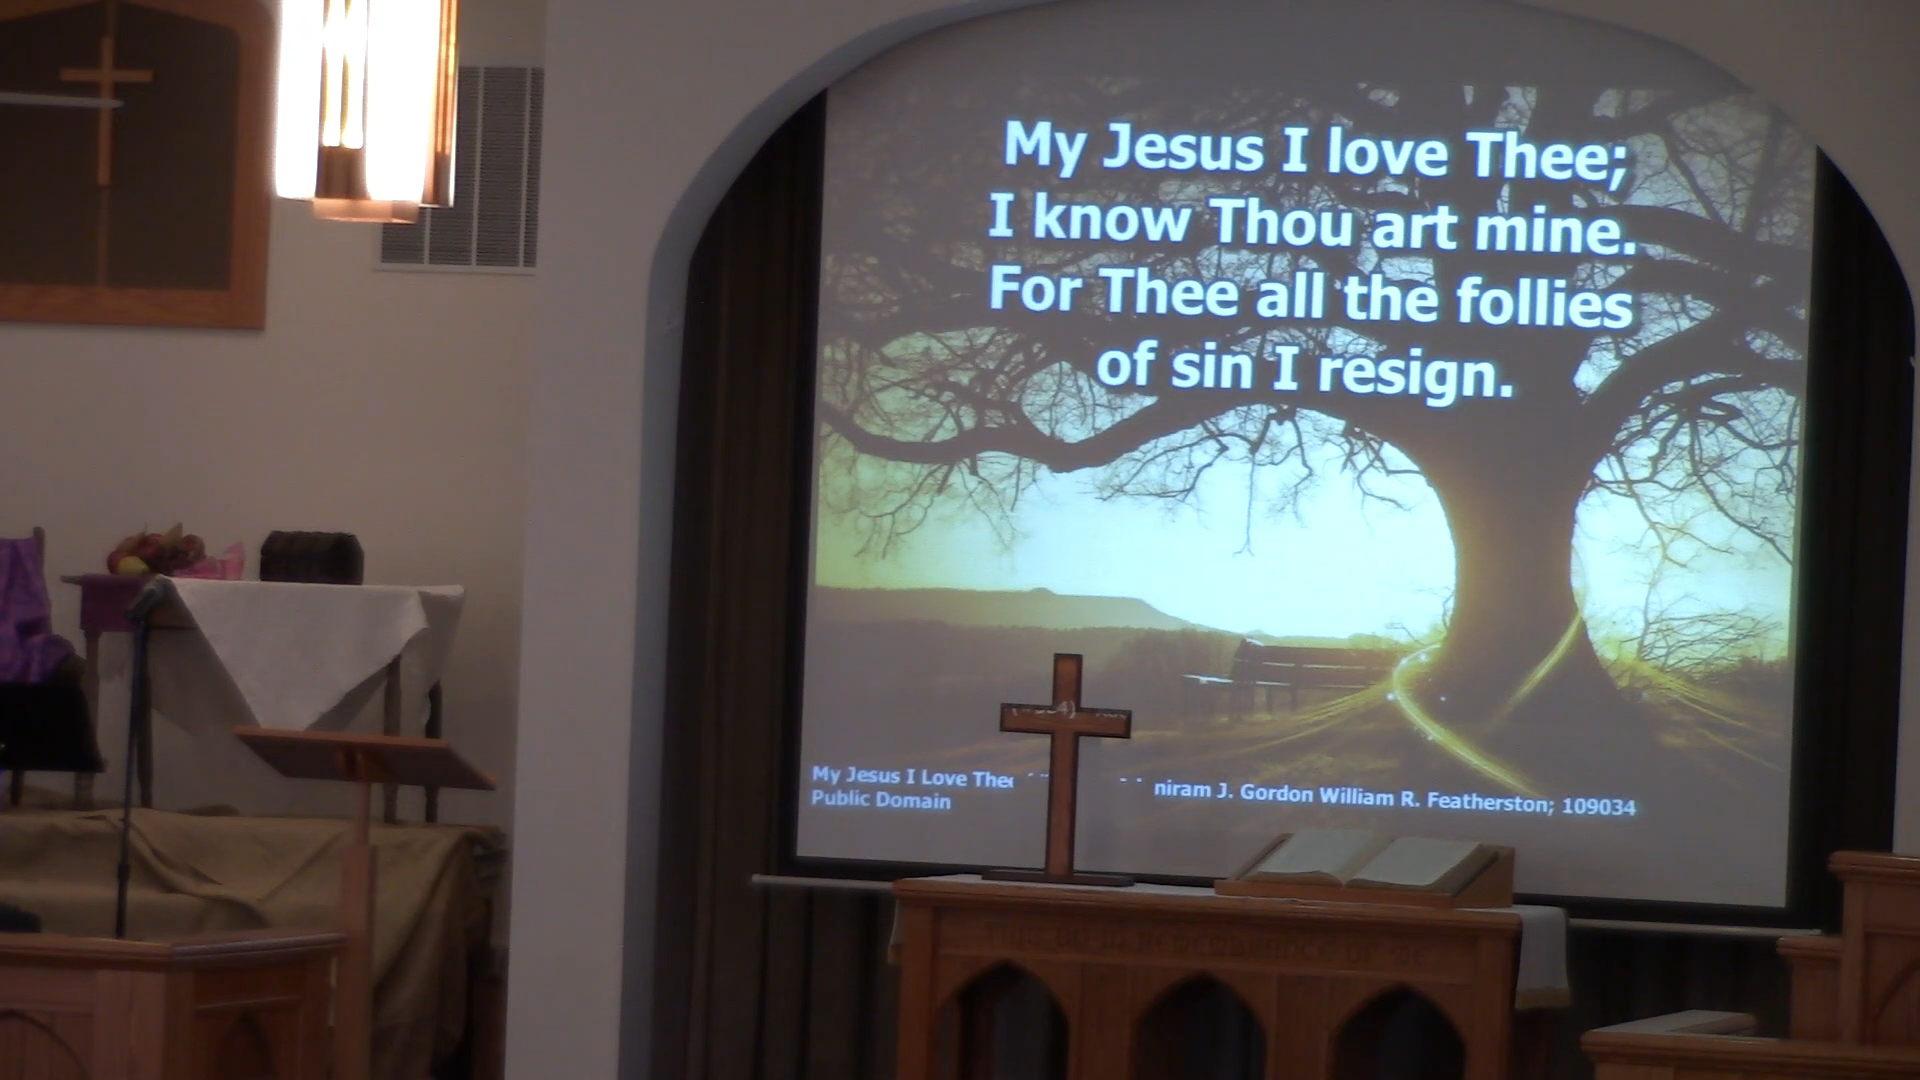 My Jesus I love Thee;
I know Thou art mine.
For Thee all the follies
of sin I resign.
My Jesus I Love Thee niram J. Gordon William R. Featherston; 109034
Public Domain